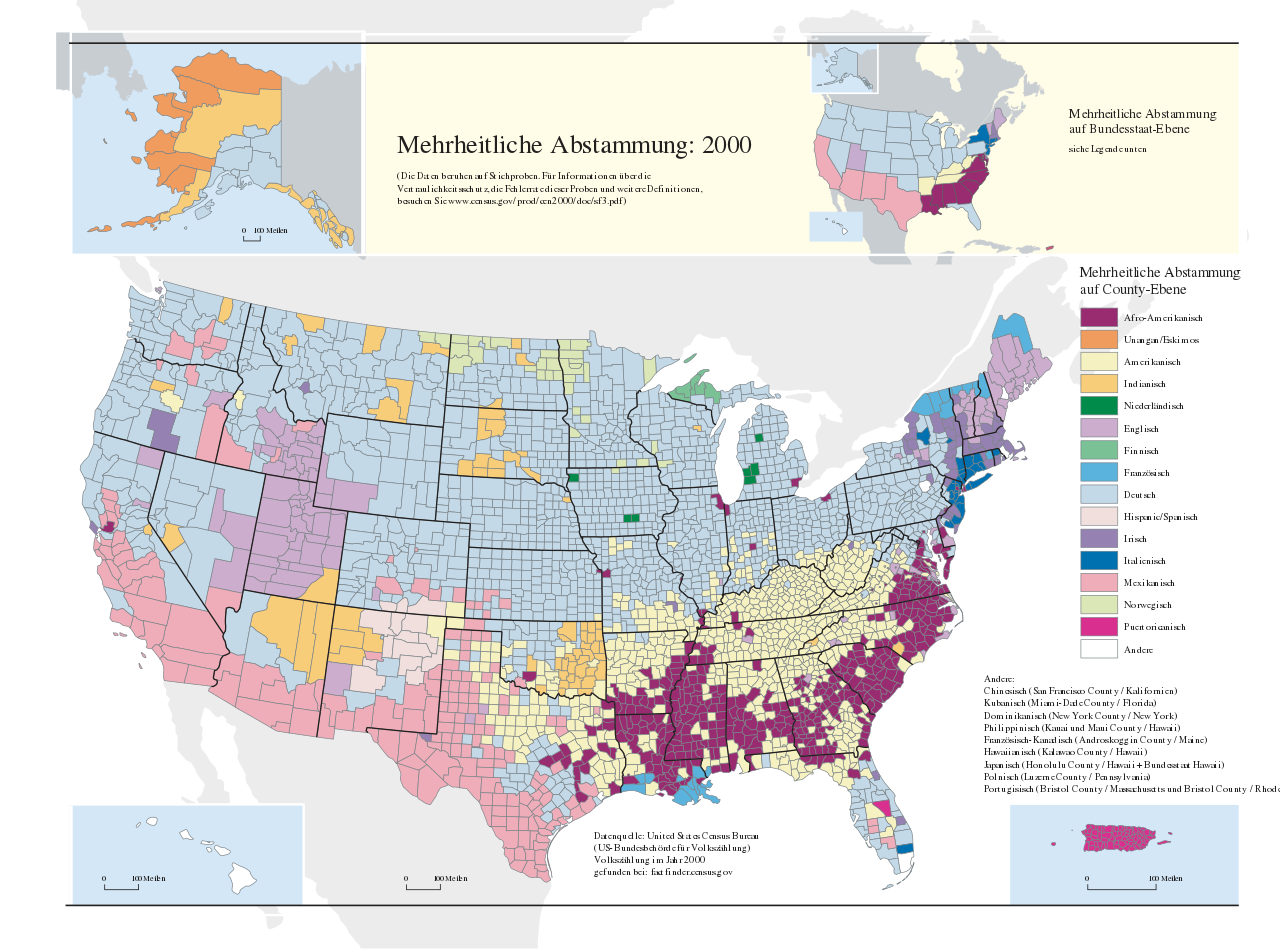 Mehrheitliche Abstammung: 2000
(Die Daten beruhen auf Stichproben. Für Informationen über die
Vertraulichkeitsschutz, die Fehlerrate dieser Proben und weitere Definitionen,
besuchen Sie www.census.gov/prod/cen2000/doc/sf3.pdf)
0 100 Meilen
Mehrheitliche Abstammung
auf Bundesstaat-Ebene
siehe Legende unten
Mehrheitliche Abstammung
auf County-Ebene
Afro-Amerikanisch
Unangan/Eskimos
Amerikanisch
Indianisch
Niederländisch
Englisch
Finnisch
Französisch
Deutsch
Hispanic/Spanisch
Irisch
Italienisch
Mexikanisch
Norwegisch
Puertoricanisch
Andere
Andere:
Chinesisch (San Francisco County / Kalifornien)
Kubanisch (Miami-Dade County / Florida)
Dominikanisch (New York County / New York)
Philippinisch (Kauai und Maui County / Hawaii)
Französisch-Kanadisch (Androskoggin County / Maine)
Hawaiianisch (Kalawao County / Hawaii)
Japanisch (Honolulu County / Hawaii + Bundesstaat Hawaii)
Polnisch (Luzerne County / Pennsylvania)
Portugisisch (Bristol County / Massachusetts und Bristol County / Rhode
Datenquelle: United States Census Bureau
(US-Bundesbehörde für Volkszählung)
Volkszählung im Jahr 2000
gefunden bei: factfinder.census.gov
0 100 Meilen
0 100 Meilen
0 100 Meilen